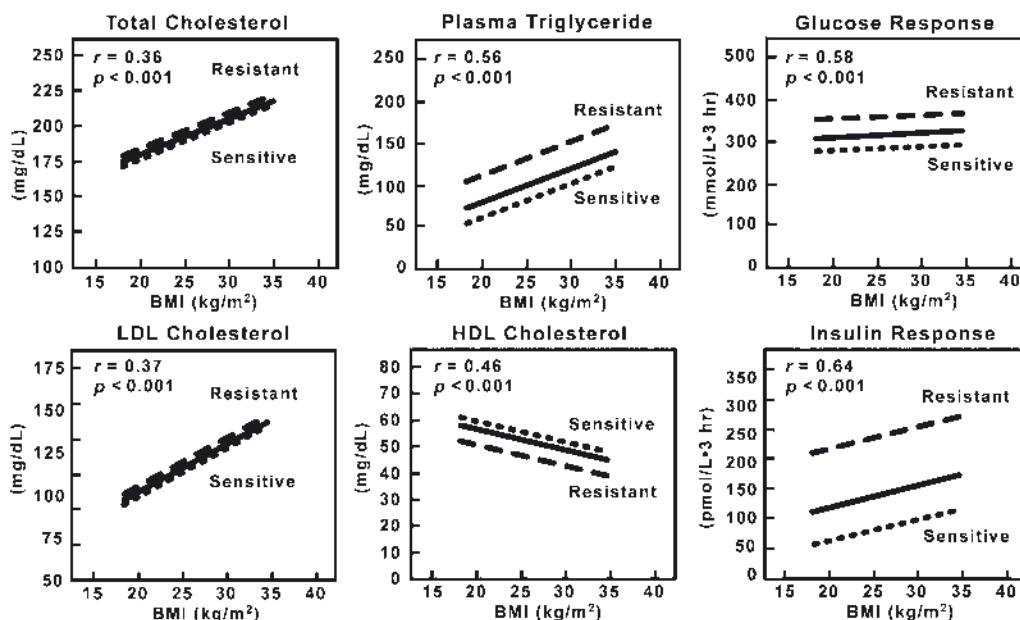 Total Cholesterol
r = 0.36
p < 0.001
Resistant
Sensitive
250
225
200
175
150
125
100
(mg/dL)
15 20 25 30 35 40
BMI (kg/m²)
Plasma Triglyceride
r = 0.56
p < 0.001
Resistant
Sensitive
250
200
150
100
50
0
(mg/dL)
15 20 25 30 35 40
BMI (kg/m²)
Glucose Response
r = 0.58
p < 0.001
Resistant
Sensitive
500
400
300
300
100
0
(mmol/L•3 hr)
15 20 25 30 35 40
BMI (kg/m²)
LDL Cholesterol
r = 0.37
p < 0.001
Resistant
Sensitive
175
150
150
100
75
50
(mg/dL)
15 20 25 30 35 40
BMI (kg/m²)
HDL Cholesterol
r = 0.46
p < 0.001
Sensitive
Resistant
80
70
60
50
40
30
20
10
0
(mg/dL)
15 20 25 30 35 40
BMI (kg/m²)
Insulin Response
r = 0.64
p < 0.001
Resistant
Sensitive
350
300
250
200
150
100
50
0
(pmol/L•3 hr)
15 20 25 30 35 40
BMI (kg/m²)